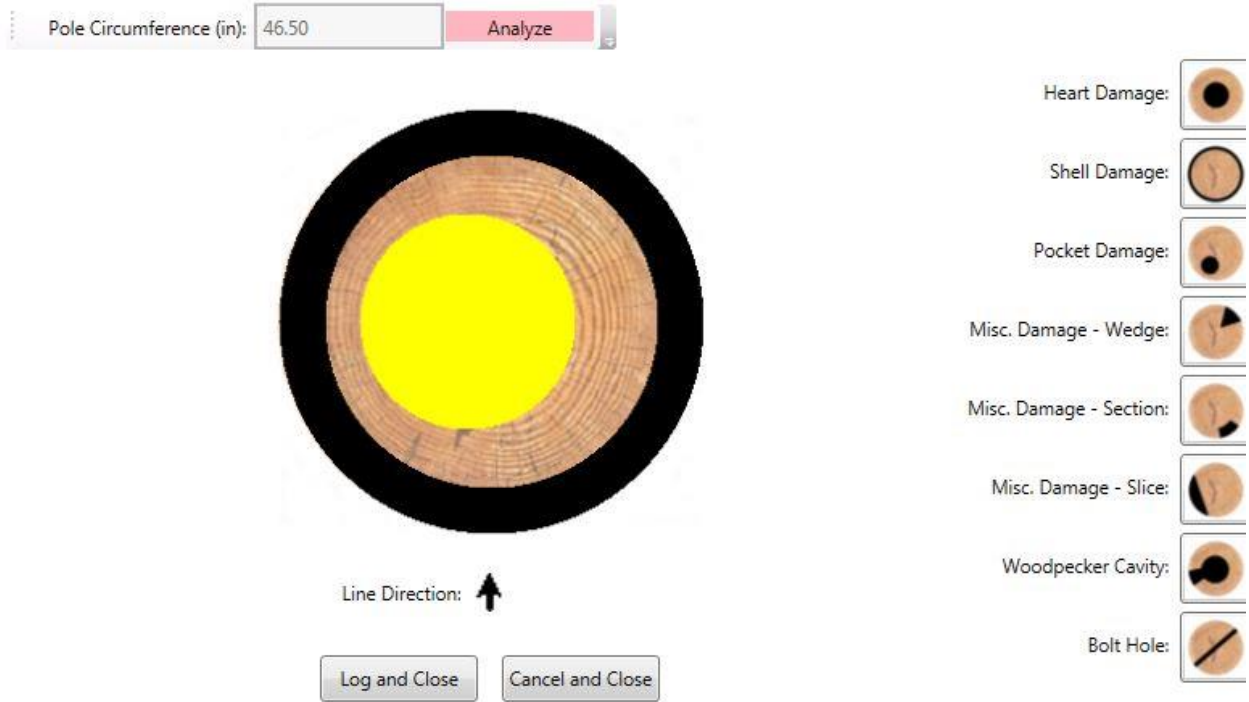 Pole Circumference (in): 46.50 Analyze
Heart Damage:
Shell Damage:
Pocket Damage:
Misc. Damage - Wedge:
Misc. Damage - Section:
Misc. Damage - Slice:
Woodpecker Cavity:
Line Direction:
Bolt Hole:
Log and Close Cancel and Close